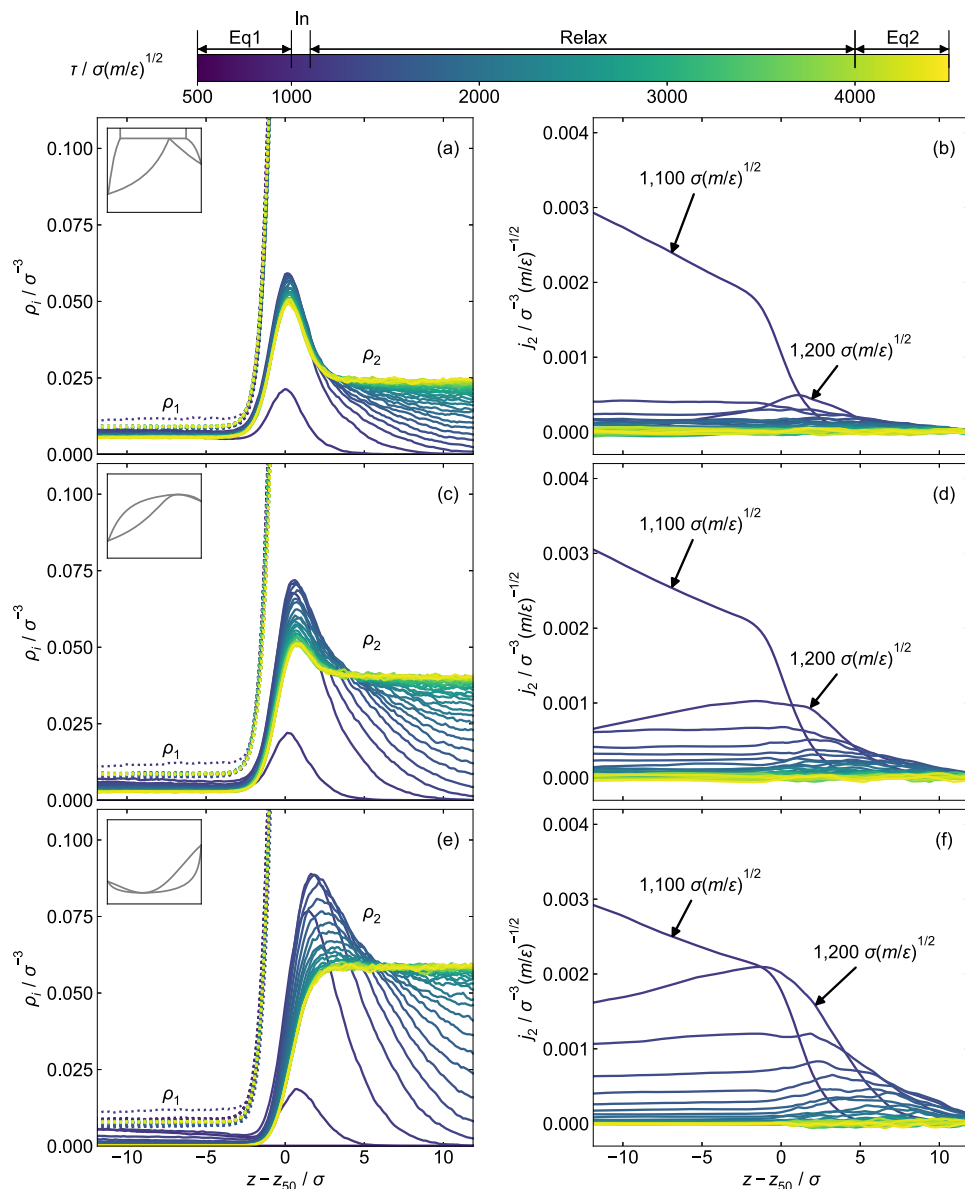 In
Eq1
Relax
Eq2
τ / σ(m/ε)^1/2
500 1000 2000 3000 4000
(a)
ρ_i / σ^−3
0.100
0.075
0.050
0.025
0.000
ρ_1
ρ_2
(b)
j_2 / σ^−3(m/ε)^−1/2
0.004
0.003
0.002
0.001
0.000
1,100 σ(m/ε)^1/2
1,200 σ(m/ε)^1/2
(c)
ρ_i / σ^−3
0.100
0.075
0.050
0.025
0.000
ρ_1
ρ_2
(d)
j_2 / σ^−3(m/ε)^−1/2
0.004
0.003
0.002
0.001
0.000
1,100 σ(m/ε)^1/2
1,200 σ(m/ε)^1/2
(e)
ρ_i / σ^−3
0.100
0.075
0.050
0.025
0.000
ρ_1
ρ_2
−10 −5 0 5 10
z − z_50 / σ
(f)
j_2 / σ^−3(m/ε)^−1/2
0.004
0.003
0.002
0.001
0.000
1,100 σ(m/ε)^1/2
1,200 σ(m/ε)^1/2
−10 −5 0 5 10
z − z_50 / σ